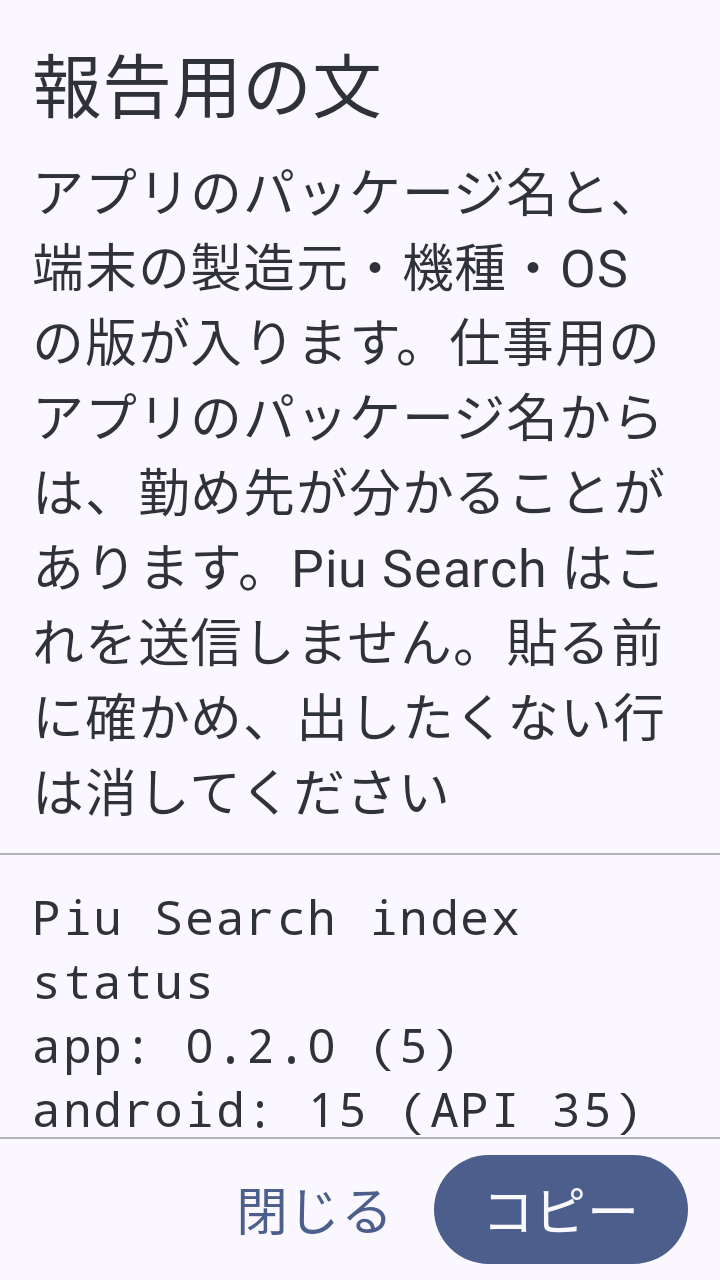 報告用の文
アプリのパッケージ名と、
端末の製造元・機種・OS
の版が入ります。仕事用の
アプリのパッケージ名から
は、勤め先が分かることが
あります。Piu Search はこ
れを送信しません。貼る前
に確かめ、出したくない行
は消してください
Piu Search index
status
app: 0.2.0 (5)
android: 15 (API 35)
閉じる
コピー